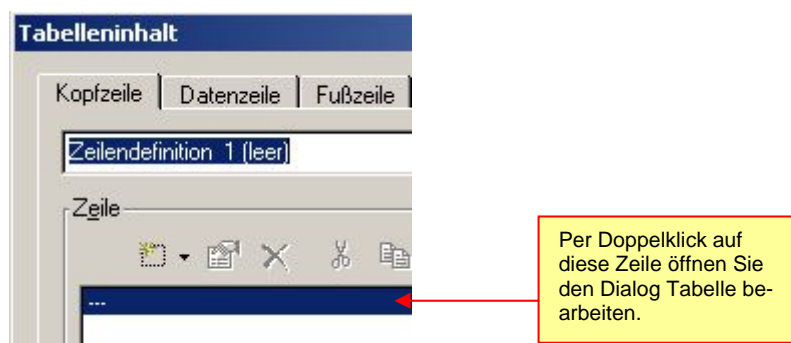 Tabelleninhalt
Kopfzeile Datenzeile Fußzeile
Zeilendefinition 1 (leer)
Zeile
---
Per Doppelklick auf
diese Zeile öffnen Sie
den Dialog Tabelle be-
arbeiten.